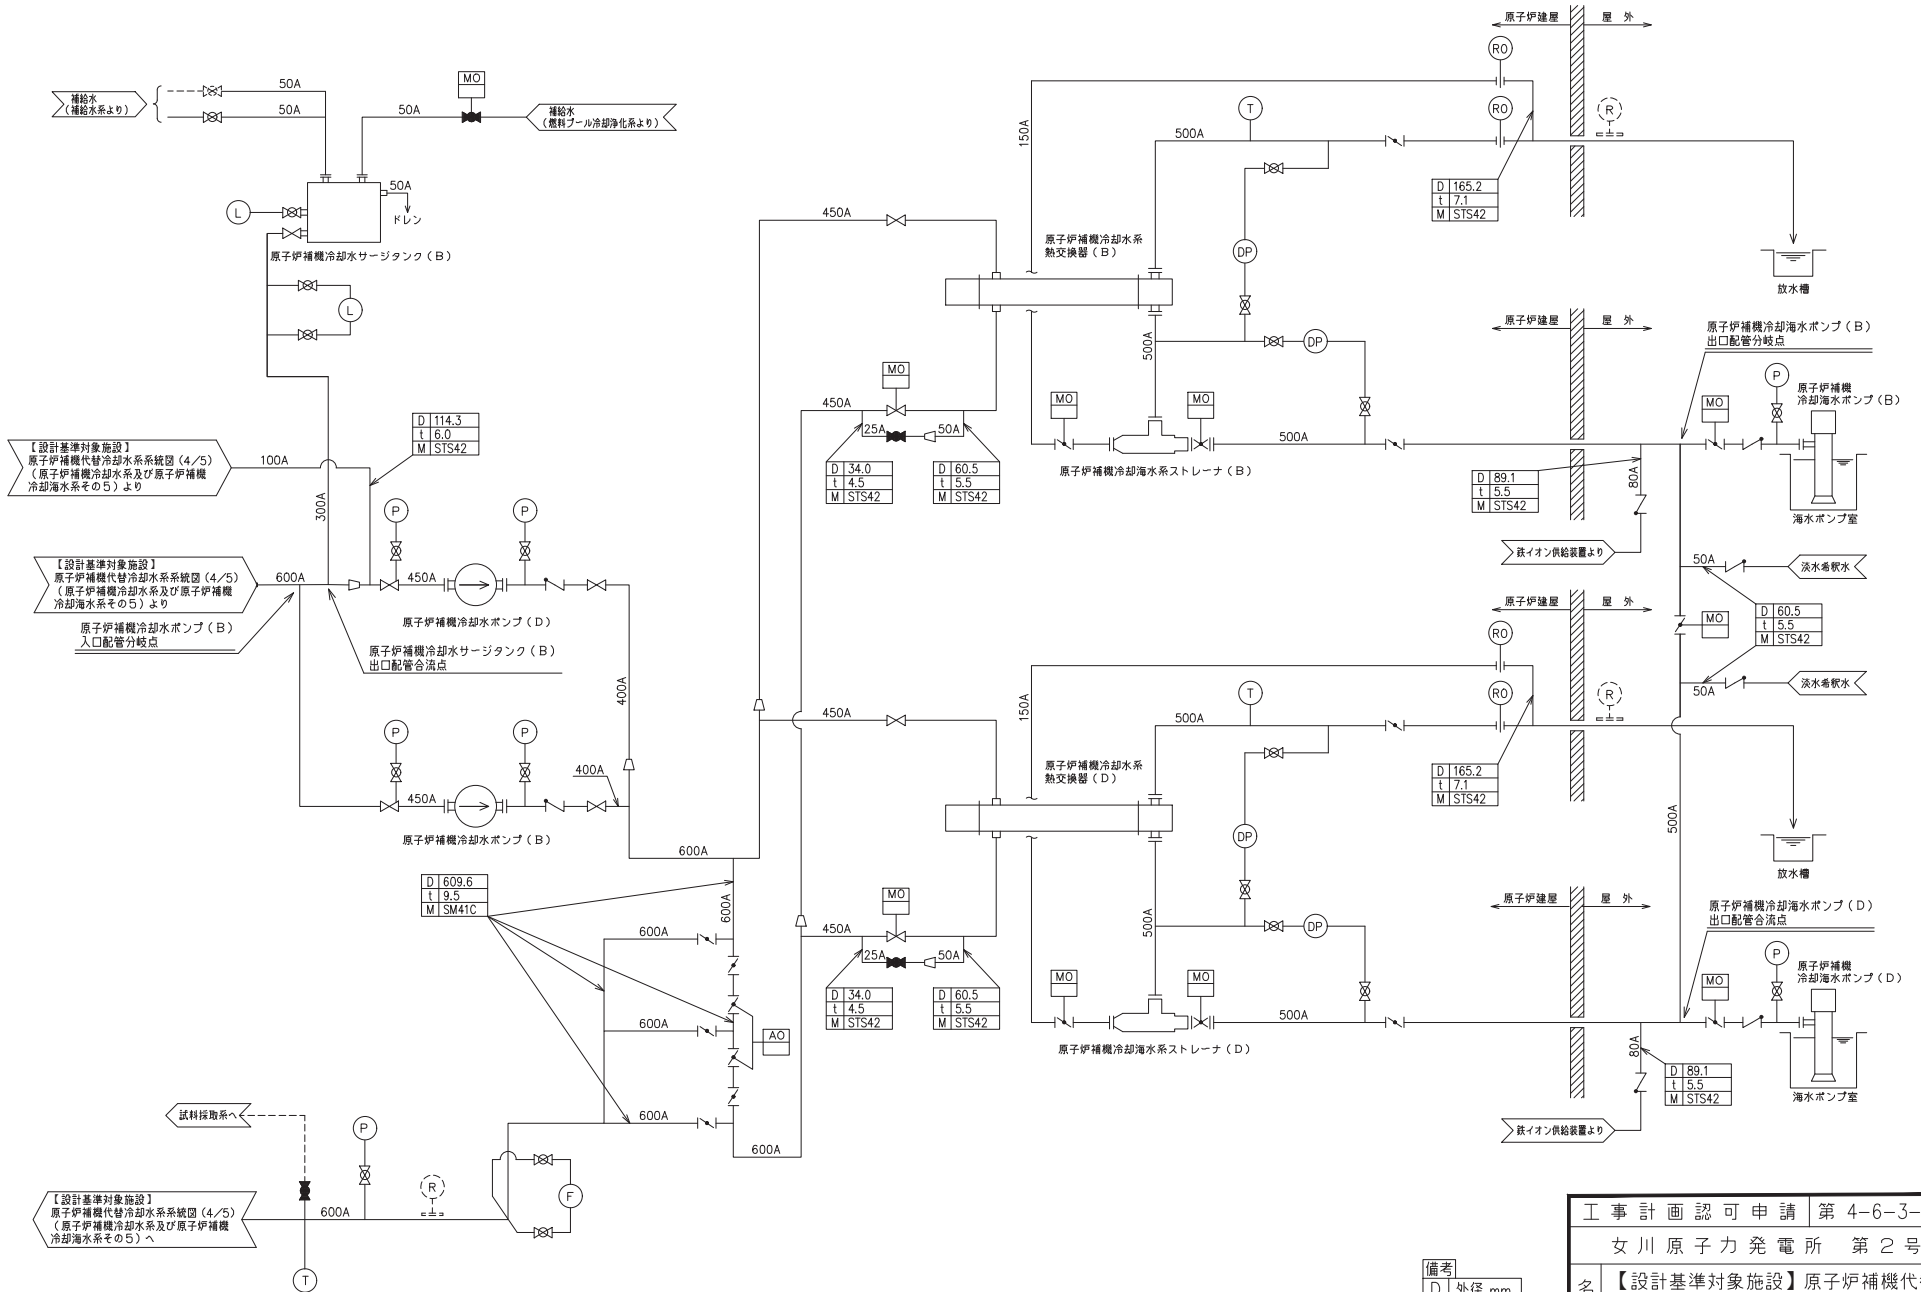 原子炉建屋
屋 外
RO
補給水
(補給水系より)
50A
50A
MO
50A
補給水
(燃料プール冷却浄化系より)
150A
T
RO
R
500A
50A
ドレン
L
D 165.2
t 7.1
M STS42
450A
原子炉補機冷却水サージタンク(B)
原子炉補機冷却水系
熱交換器(B)
DP
放水槽
L
原子炉建屋
屋 外
原子炉補機冷却海水ポンプ(B)
出口配管分岐点
500A
DP
MO
P
原子炉補機
冷却海水ポンプ(B)
450A
MO
MO
MO
D 114.3
t 6.0
M STS42
25A
50A
500A
【設計基準対象施設】
原子炉補機代替冷却水系系統図(4/5)
(原子炉補機冷却水系及び原子炉補機
冷却海水系その5)より
100A
300A
D 34.0
t 4.5
M STS42
D 60.5
t 5.5
M STS42
原子炉補機冷却海水系ストレーナ(B)
D 89.1
t 5.5
M STS42
80A
海水ポンプ室
P
P
鉄イオン供給装置より
50A
淡水希釈水
【設計基準対象施設】
原子炉補機代替冷却水系系統図(4/5)
(原子炉補機冷却水系及び原子炉補機
冷却海水系その5)より
600A
450A
原子炉補機冷却水ポンプ(D)
原子炉補機冷却水ポンプ(B)
入口配管分岐点
原子炉補機冷却水サージタンク(B)
出口配管合流点
原子炉建屋
屋 外
MO
D 60.5
t 5.5
M STS42
RO
400A
150A
T
RO
R
50A
淡水希釈水
450A
500A
P
P
400A
450A
原子炉補機冷却水ポンプ(B)
原子炉補機冷却水系
熱交換器(D)
D 165.2
t 7.1
M STS42
DP
500A
放水槽
600A
D 609.6
t 9.5
M SM41C
600A
MO
原子炉建屋
屋 外
原子炉補機冷却海水ポンプ(D)
出口配管合流点
600A
450A
500A
DP
P
原子炉補機
冷却海水ポンプ(D)
25A
50A
MO
MO
MO
D 34.0
t 4.5
M STS42
D 60.5
t 5.5
M STS42
600A
AO
500A
原子炉補機冷却海水系ストレーナ(D)
80A
D 89.1
t 5.5
M STS42
海水ポンプ室
試料採取系へ
P
600A
600A
鉄イオン供給装置より
【設計基準対象施設】
原子炉補機代替冷却水系系統図(4/5)
(原子炉補機冷却水系及び原子炉補機
冷却海水系その5)へ
600A
R
F
T
工事計画認可申請 第 4-6-3-
女川原子力発電所 第2号
名 【設計基準対象施設】原子炉補機代
備考
D 外径 mm